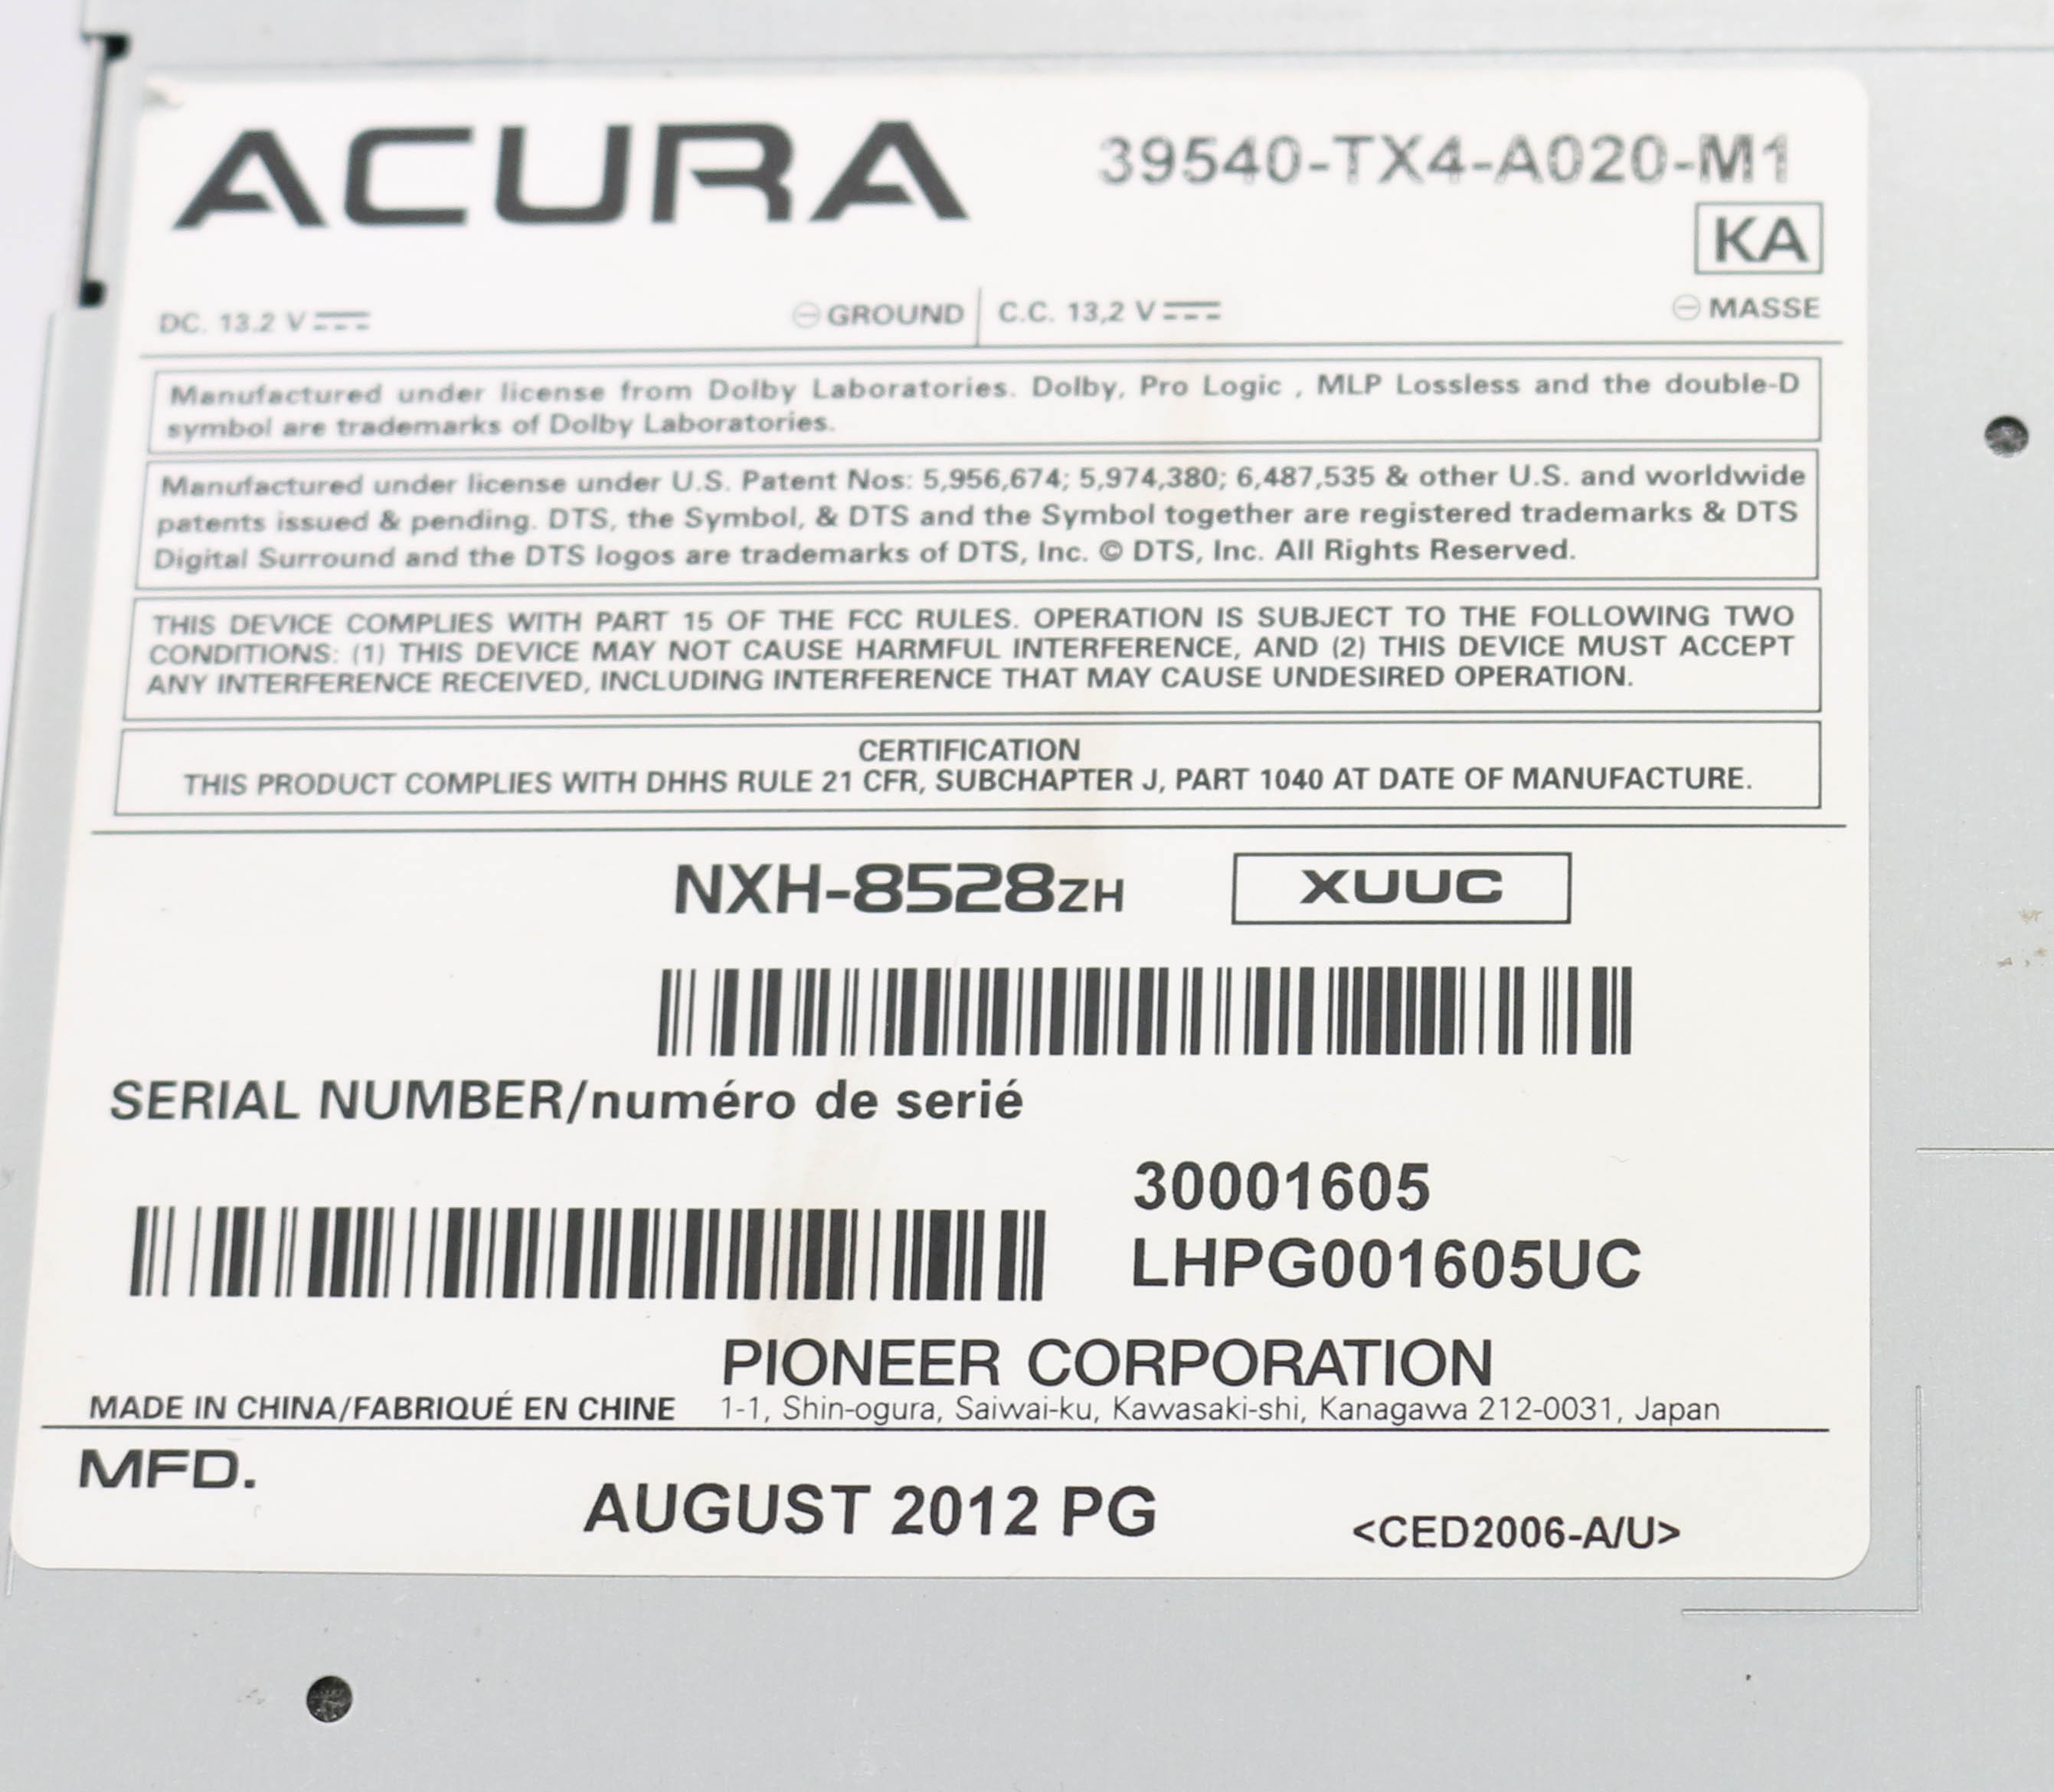 ACURA 39540-TX4-A020-M1
KA
DC. 13.2 V ⊖ GROUND C.C. 13,2 V ⊖ MASSE
Manufactured under license from Dolby Laboratories. Dolby, Pro Logic , MLP Lossless and the double-D
symbol are trademarks of Dolby Laboratories.
Manufactured under license under U.S. Patent Nos: 5,956,674; 5,974,380; 6,487,535 & other U.S. and worldwide
patents issued & pending. DTS, the Symbol, & DTS and the Symbol together are registered trademarks & DTS
Digital Surround and the DTS logos are trademarks of DTS, Inc. © DTS, Inc. All Rights Reserved.
THIS DEVICE COMPLIES WITH PART 15 OF THE FCC RULES. OPERATION IS SUBJECT TO THE FOLLOWING TWO
CONDITIONS: (1) THIS DEVICE MAY NOT CAUSE HARMFUL INTERFERENCE, AND (2) THIS DEVICE MUST ACCEPT
ANY INTERFERENCE RECEIVED, INCLUDING INTERFERENCE THAT MAY CAUSE UNDESIRED OPERATION.
CERTIFICATION
THIS PRODUCT COMPLIES WITH DHHS RULE 21 CFR, SUBCHAPTER J, PART 1040 AT DATE OF MANUFACTURE.
NXH-8528ZH XUUC
SERIAL NUMBER/numéro de serié
30001605
LHPG001605UC
PIONEER CORPORATION
MADE IN CHINA/FABRIQUÉ EN CHINE 1-1, Shin-ogura, Saiwai-ku, Kawasaki-shi, Kanagawa 212-0031, Japan
MFD.
AUGUST 2012 PG <CED2006-A/U>